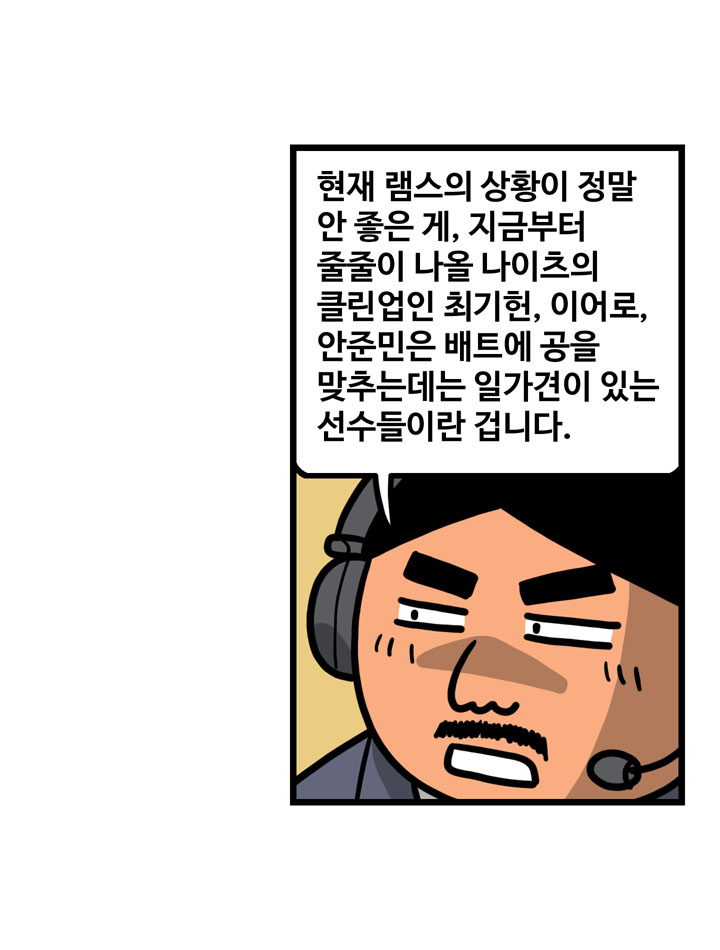 현재 램스의 상황이 정말
안 좋은 게, 지금부터
줄줄이 나올 나이츠의
클린업인 최기헌, 이어로,
안준민은 배트에 공을
맞추는데는 일가견이 있는
선수들이란 겁니다.